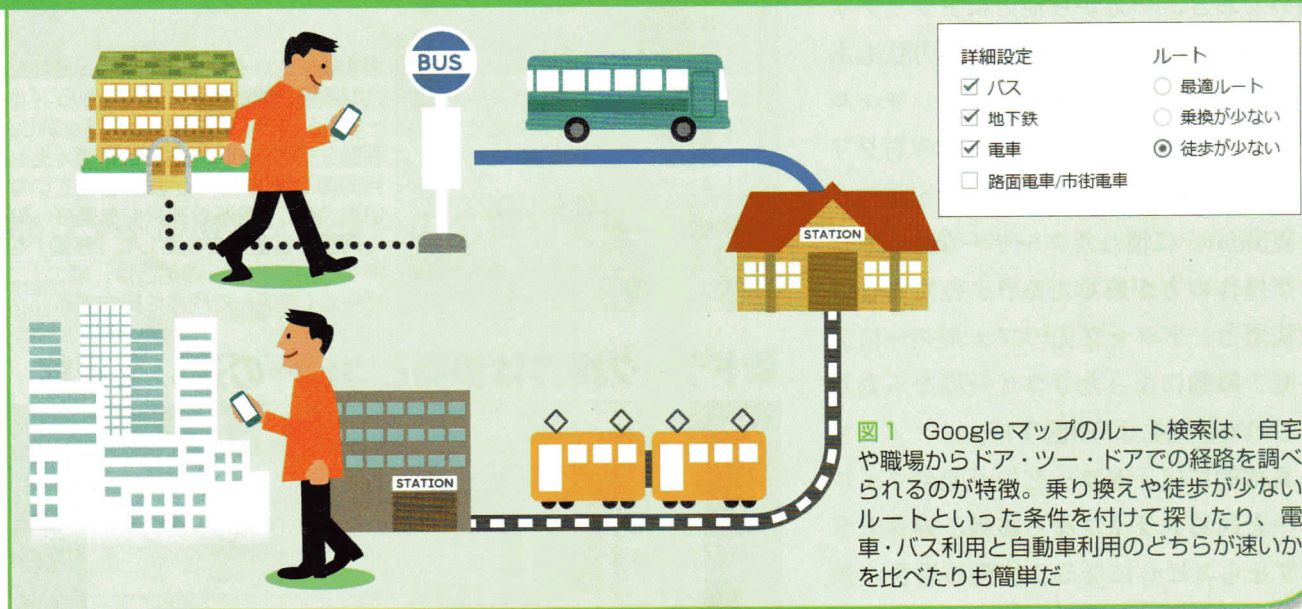 BUS
詳細設定
バス
地下鉄
電車
路面電車/市街電車
ルート
最適ルート
乗換が少ない
徒歩が少ない
STATION
STATION
図1 Googleマップのルート検索は、自宅
や職場からドア・ツー・ドアでの経路を調べ
られるのが特徴。乗り換えや徒歩が少ない
ルートといった条件を付けて探したり、電
車・バス利用と自動車利用のどちらが速いか
を比べたりも簡単だ